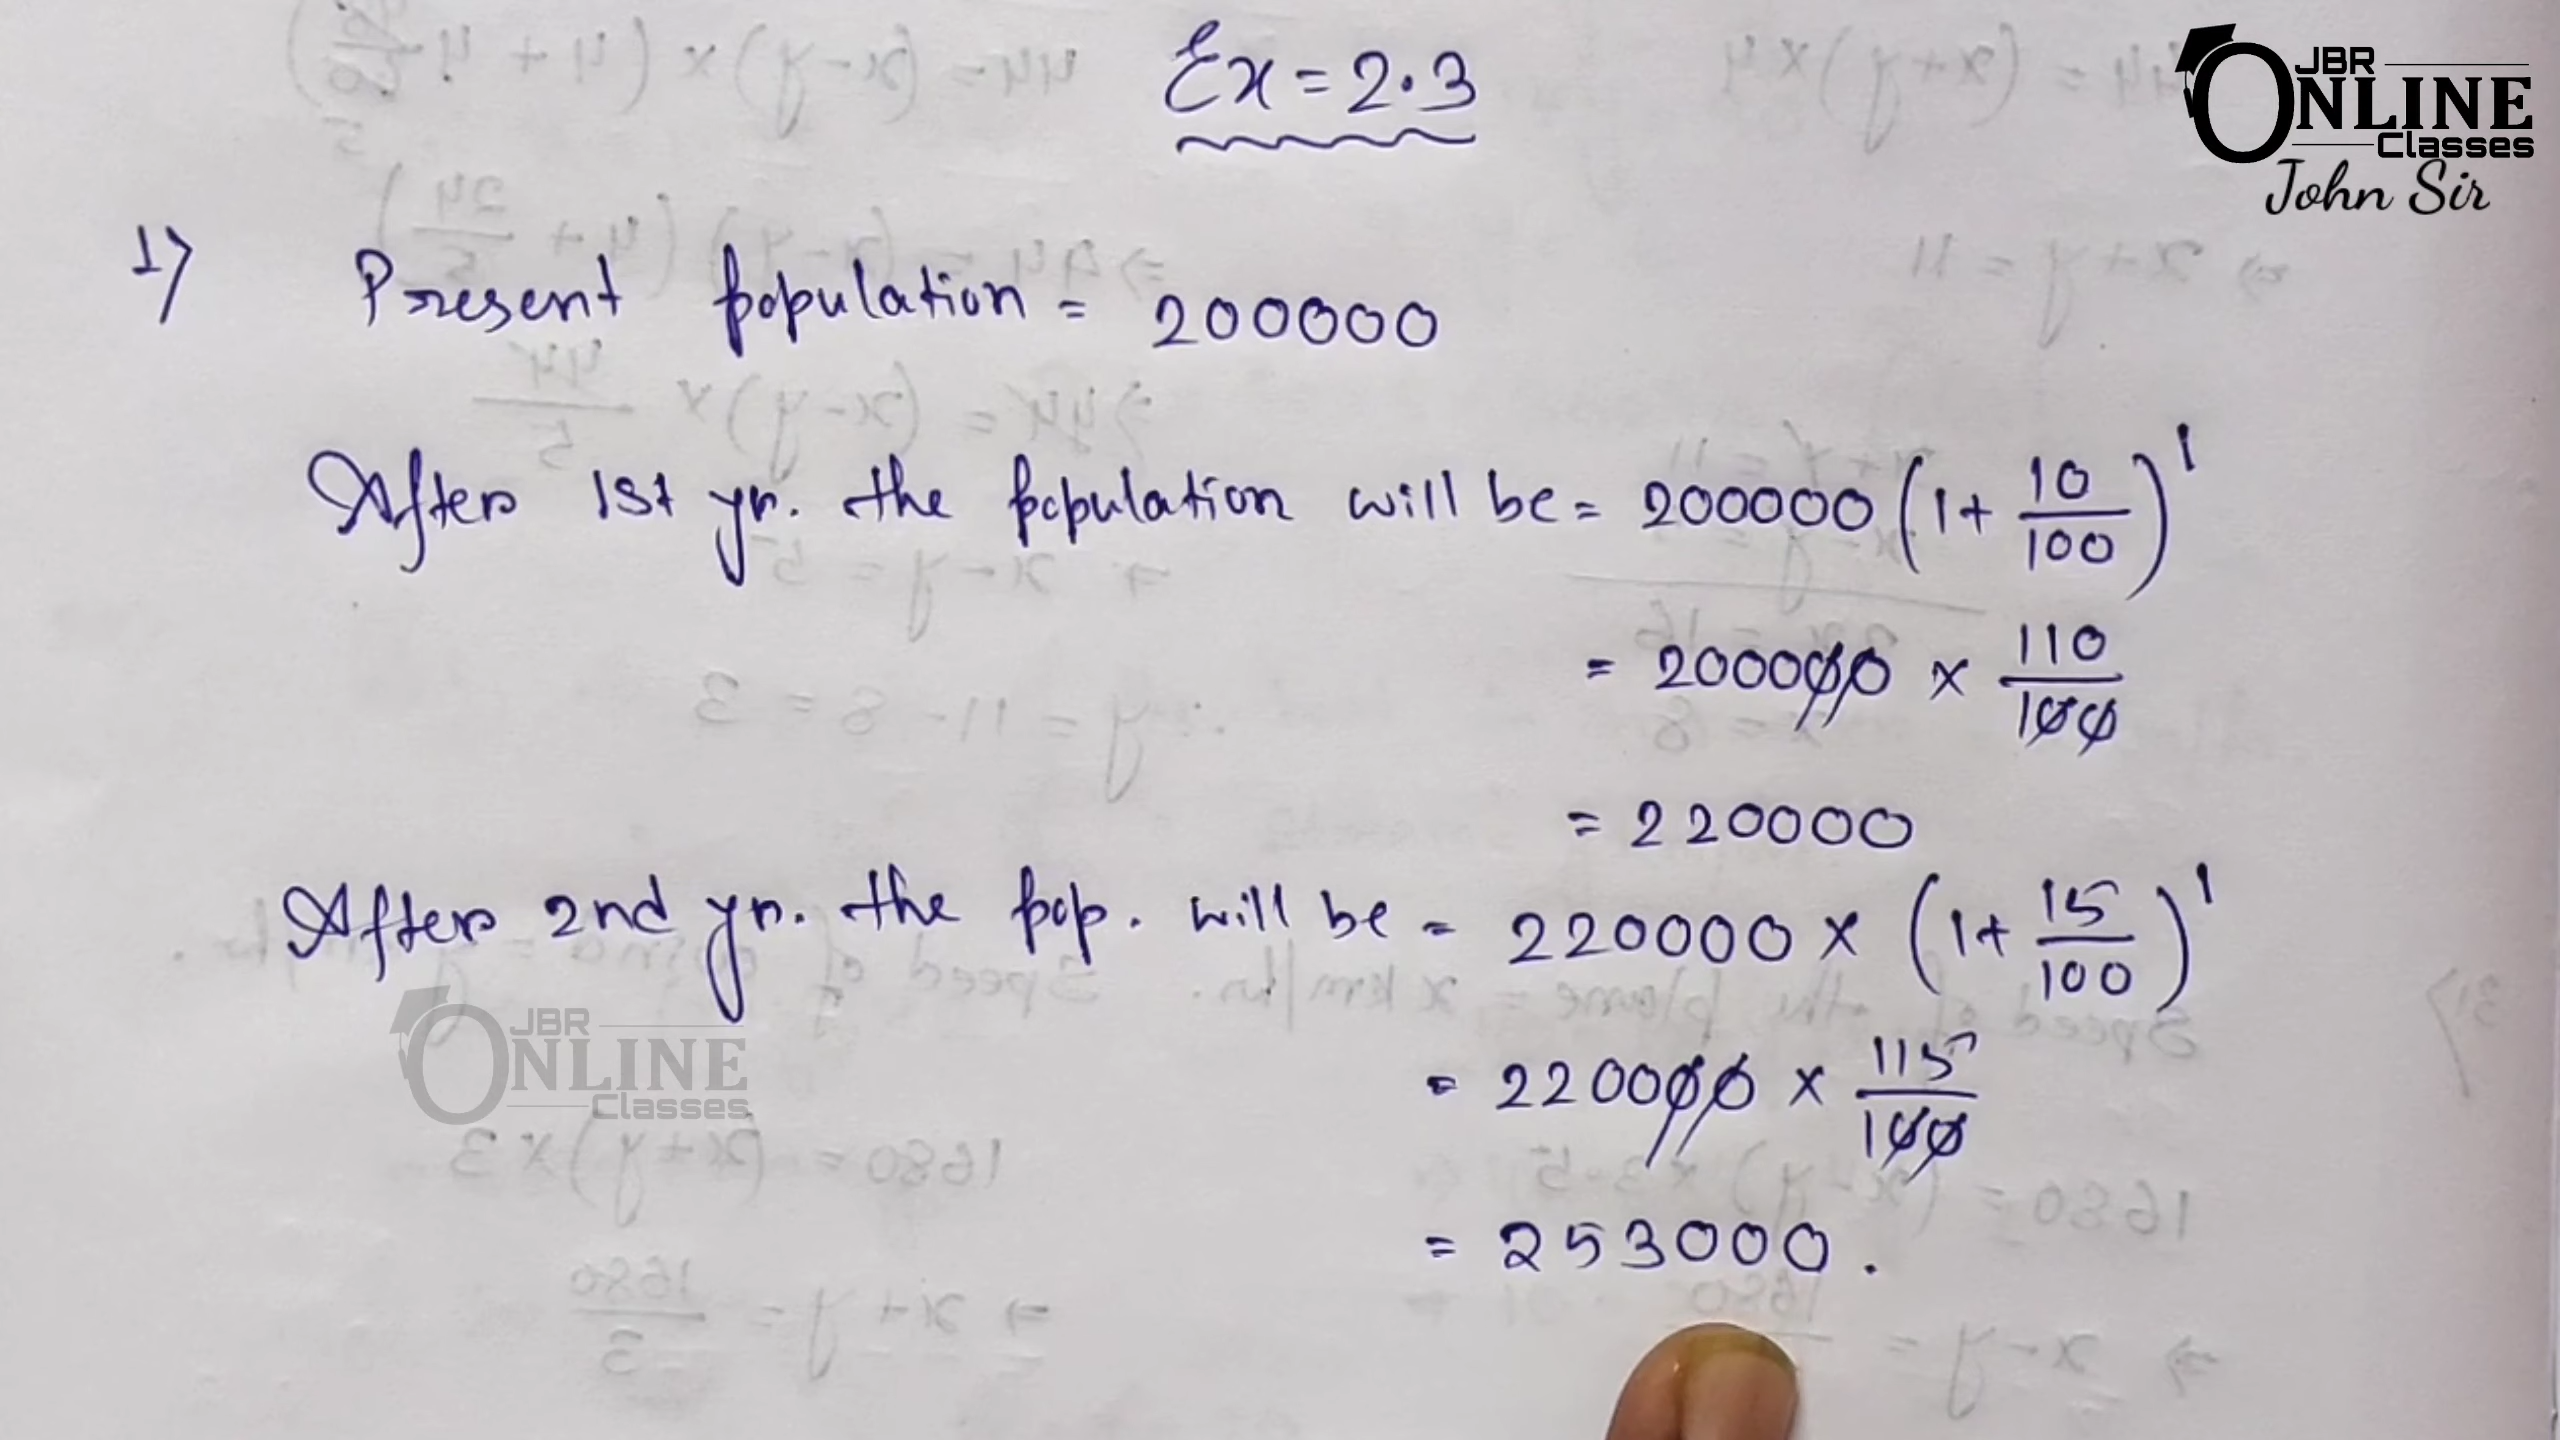 Ex = 2.3
JBR
ONLINE
Classes
John Sir
1) Present population = 200000
After 1st yr. the population will be = 200000 (1 + 10/100)^1
= 200000 × 110/100
= 220000
After 2nd yr. the pop. will be = 220000 × (1 + 15/100)^1
= 220000 × 115/100
= 253000.
JBR
ONLINE
Classes